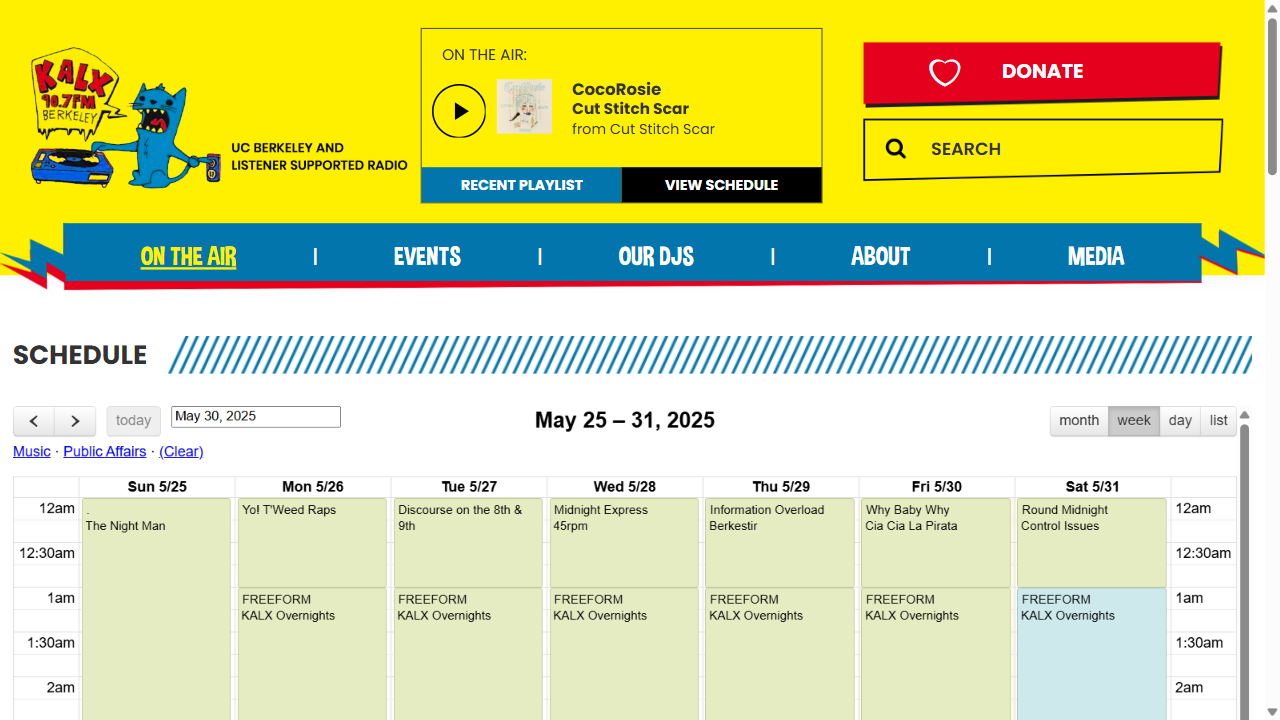 KALX
90.7FM
BERKELEY
UC BERKELEY AND
LISTENER SUPPORTED RADIO
ON THE AIR:
CocoRosie
Cut Stitch Scar
from Cut Stitch Scar
RECENT PLAYLIST
VIEW SCHEDULE
DONATE
SEARCH
ON THE AIR | EVENTS | OUR DJS | ABOUT | MEDIA
SCHEDULE
today
May 30, 2025
May 25 – 31, 2025
month week day list
Music · Public Affairs · (Clear)
Sun 5/25 Mon 5/26 Tue 5/27 Wed 5/28 Thu 5/29 Fri 5/30 Sat 5/31
12am
.
The Night Man
Yo! T'Weed Raps
Discourse on the 8th &
9th
Midnight Express
45rpm
Information Overload
Berkestir
Why Baby Why
Cia Cia La Pirata
Round Midnight
Control Issues
12am
12:30am
12:30am
1am
FREEFORM
KALX Overnights
FREEFORM
KALX Overnights
FREEFORM
KALX Overnights
FREEFORM
KALX Overnights
FREEFORM
KALX Overnights
FREEFORM
KALX Overnights
1am
1:30am
1:30am
2am
2am